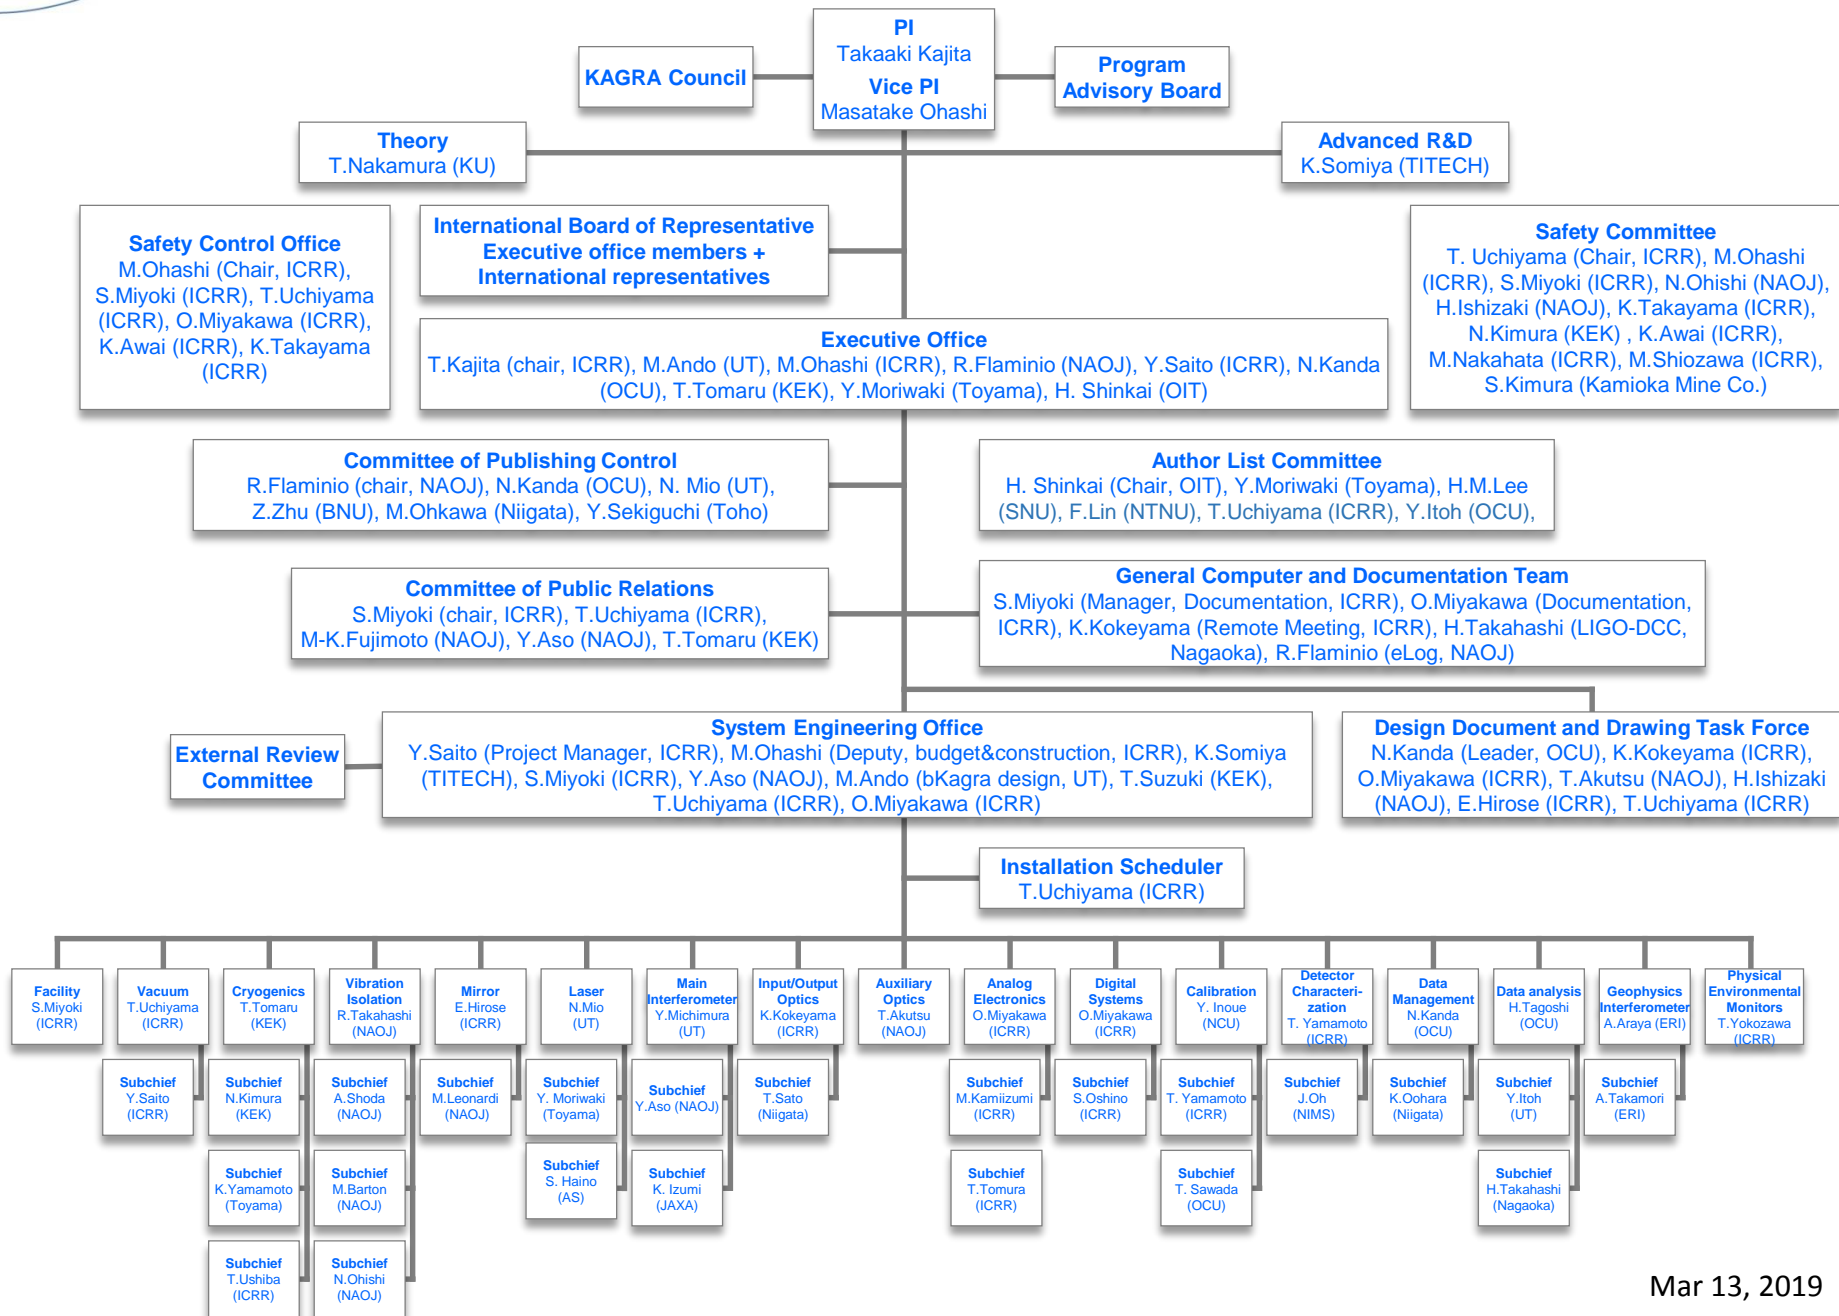 PI
Takaaki Kajita
Vice PI
Masatake Ohashi
KAGRA Council
Program
Advisory Board
Theory
T.Nakamura (KU)
Advanced R&D
K.Somiya (TITECH)
Safety Control Office
M.Ohashi (Chair, ICRR),
S.Miyoki (ICRR), T.Uchiyama
(ICRR), O.Miyakawa (ICRR),
K.Awai (ICRR), K.Takayama
(ICRR)
International Board of Representative
Executive office members +
International representatives
Safety Committee
T. Uchiyama (Chair, ICRR), M.Ohashi
(ICRR), S.Miyoki (ICRR), N.Ohishi (NAOJ),
H.Ishizaki (NAOJ), K.Takayama (ICRR),
N.Kimura (KEK) , K.Awai (ICRR),
M.Nakahata (ICRR), M.Shiozawa (ICRR),
S.Kimura (Kamioka Mine Co.)
Executive Office
T.Kajita (chair, ICRR), M.Ando (UT), M.Ohashi (ICRR), R.Flaminio (NAOJ), Y.Saito (ICRR), N.Kanda
(OCU), T.Tomaru (KEK), Y.Moriwaki (Toyama), H. Shinkai (OIT)
Committee of Publishing Control
R.Flaminio (chair, NAOJ), N.Kanda (OCU), N. Mio (UT),
Z.Zhu (BNU), M.Ohkawa (Niigata), Y.Sekiguchi (Toho)
Author List Committee
H. Shinkai (Chair, OIT), Y.Moriwaki (Toyama), H.M.Lee
(SNU), F.Lin (NTNU), T.Uchiyama (ICRR), Y.Itoh (OCU),
Committee of Public Relations
S.Miyoki (chair, ICRR), T.Uchiyama (ICRR),
M-K.Fujimoto (NAOJ), Y.Aso (NAOJ), T.Tomaru (KEK)
General Computer and Documentation Team
S.Miyoki (Manager, Documentation, ICRR), O.Miyakawa (Documentation,
ICRR), K.Kokeyama (Remote Meeting, ICRR), H.Takahashi (LIGO-DCC,
Nagaoka), R.Flaminio (eLog, NAOJ)
External Review
Committee
System Engineering Office
Y.Saito (Project Manager, ICRR), M.Ohashi (Deputy, budget&construction, ICRR), K.Somiya
(TITECH), S.Miyoki (ICRR), Y.Aso (NAOJ), M.Ando (bKagra design, UT), T.Suzuki (KEK),
T.Uchiyama (ICRR), O.Miyakawa (ICRR)
Design Document and Drawing Task Force
N.Kanda (Leader, OCU), K.Kokeyama (ICRR),
O.Miyakawa (ICRR), T.Akutsu (NAOJ), H.Ishizaki
(NAOJ), E.Hirose (ICRR), T.Uchiyama (ICRR)
Installation Scheduler
T.Uchiyama (ICRR)
Facility
S.Miyoki
(ICRR)
Vacuum
T.Uchiyama
(ICRR)
Cryogenics
T.Tomaru
(KEK)
Vibration
Isolation
R.Takahashi
(NAOJ)
Mirror
E.Hirose
(ICRR)
Laser
N.Mio
(UT)
Main
Interferometer
Y.Michimura
(UT)
Input/Output
Optics
K.Kokeyama
(ICRR)
Auxiliary
Optics
T.Akutsu
(NAOJ)
Analog
Electronics
O.Miyakawa
(ICRR)
Digital
Systems
O.Miyakawa
(ICRR)
Calibration
Y. Inoue
(NCU)
Detector
Characteri-
zation
T. Yamamoto
(ICRR)
Data
Management
N.Kanda
(OCU)
Data analysis
H.Tagoshi
(OCU)
Geophysics
Interferometer
A.Araya (ERI)
Physical
Environmental
Monitors
T.Yokozawa
(ICRR)
Subchief
Y.Saito
(ICRR)
Subchief
N.Kimura
(KEK)
Subchief
A.Shoda
(NAOJ)
Subchief
M.Leonardi
(NAOJ)
Subchief
Y. Moriwaki
(Toyama)
Subchief
Y.Aso (NAOJ)
Subchief
T.Sato
(Niigata)
Subchief
M.Kamiizumi
(ICRR)
Subchief
S.Oshino
(ICRR)
Subchief
T. Yamamoto
(ICRR)
Subchief
J.Oh
(NIMS)
Subchief
K.Oohara
(Niigata)
Subchief
Y.Itoh
(UT)
Subchief
A.Takamori
(ERI)
Subchief
K.Yamamoto
(Toyama)
Subchief
M.Barton
(NAOJ)
Subchief
S. Haino
(AS)
Subchief
K. Izumi
(JAXA)
Subchief
T.Tomura
(ICRR)
Subchief
T. Sawada
(OCU)
Subchief
H.Takahashi
(Nagaoka)
Subchief
T.Ushiba
(ICRR)
Subchief
N.Ohishi
(NAOJ)
Mar 13, 2019